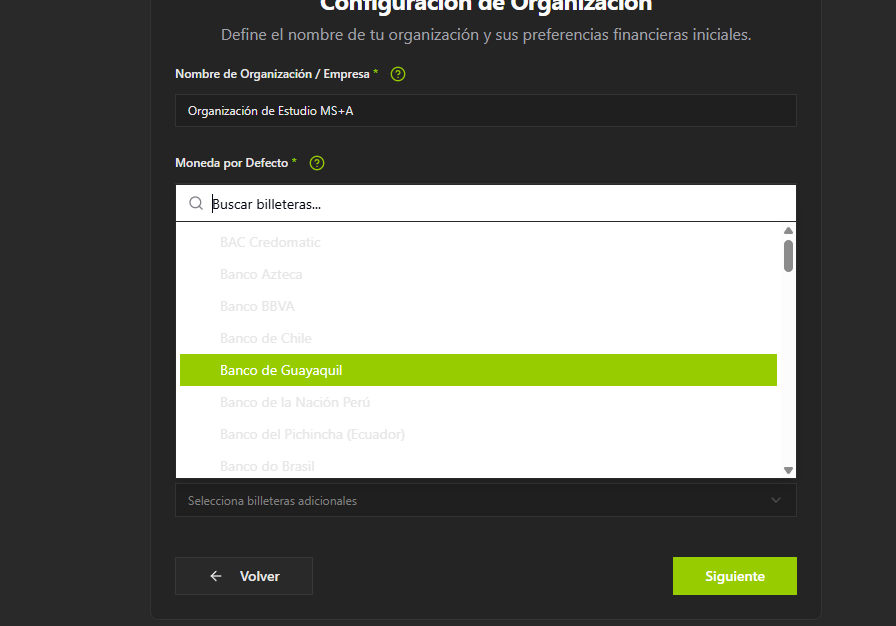 Configuración de Organización
Define el nombre de tu organización y sus preferencias financieras iniciales.
Nombre de Organización / Empresa * ?
Organización de Estudio MS+A
Moneda por Defecto * ?
Buscar billeteras...
BAC Credomatic
Banco Azteca
Banco BBVA
Banco de Chile
Banco de Guayaquil
Banco de la Nación Perú
Banco del Pichincha (Ecuador)
Banco do Brasil
Selecciona billeteras adicionales
Volver
Siguiente